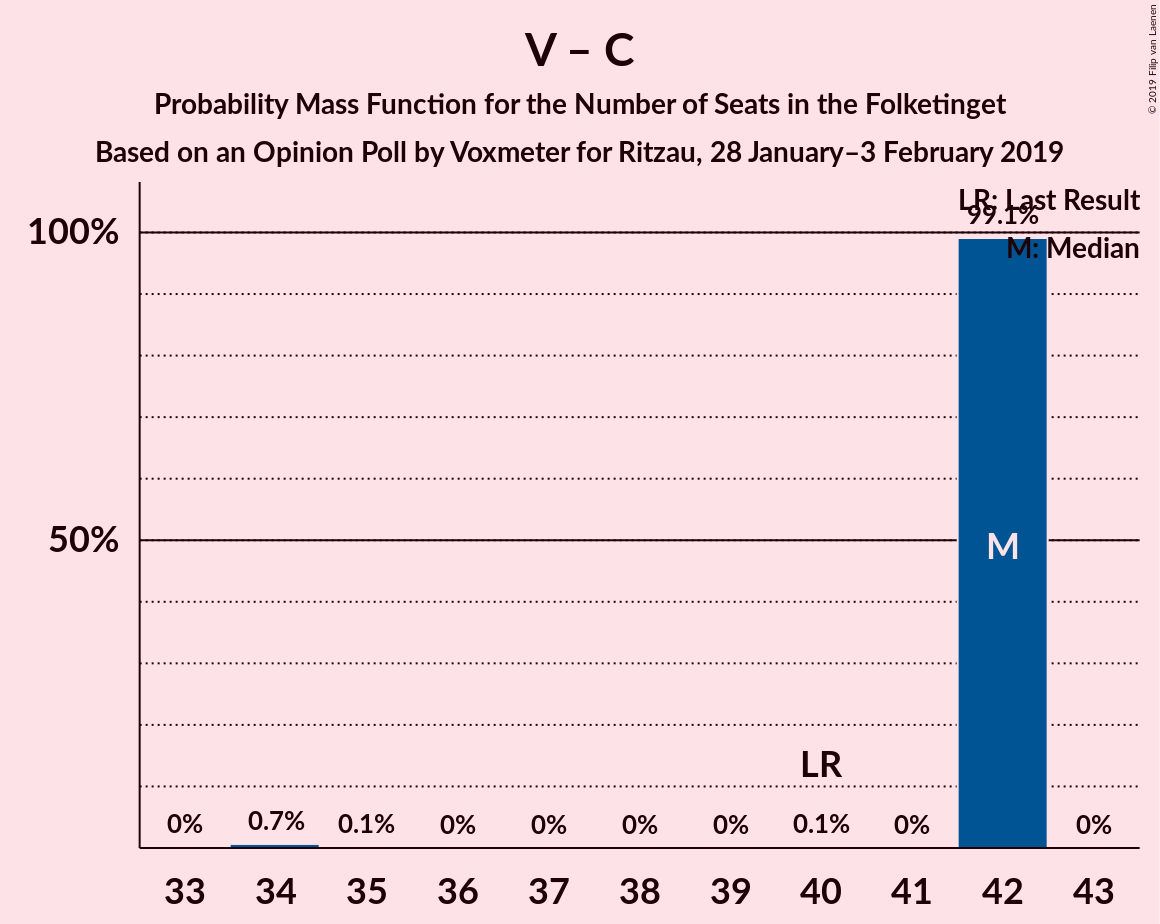 V – C
Probability Mass Function for the Number of Seats in the Folketinget
Based on an Opinion Poll by Voxmeter for Ritzau, 28 January–3 February 2019
© 2019 Filip van Laenen
LR: Last Result
99.1%
100%
M: Median
50%
M
LR
0% 0.7% 0.1% 0% 0% 0% 0% 0.1% 0% 0%
33 34 35 36 37 38 39 40 41 42 43